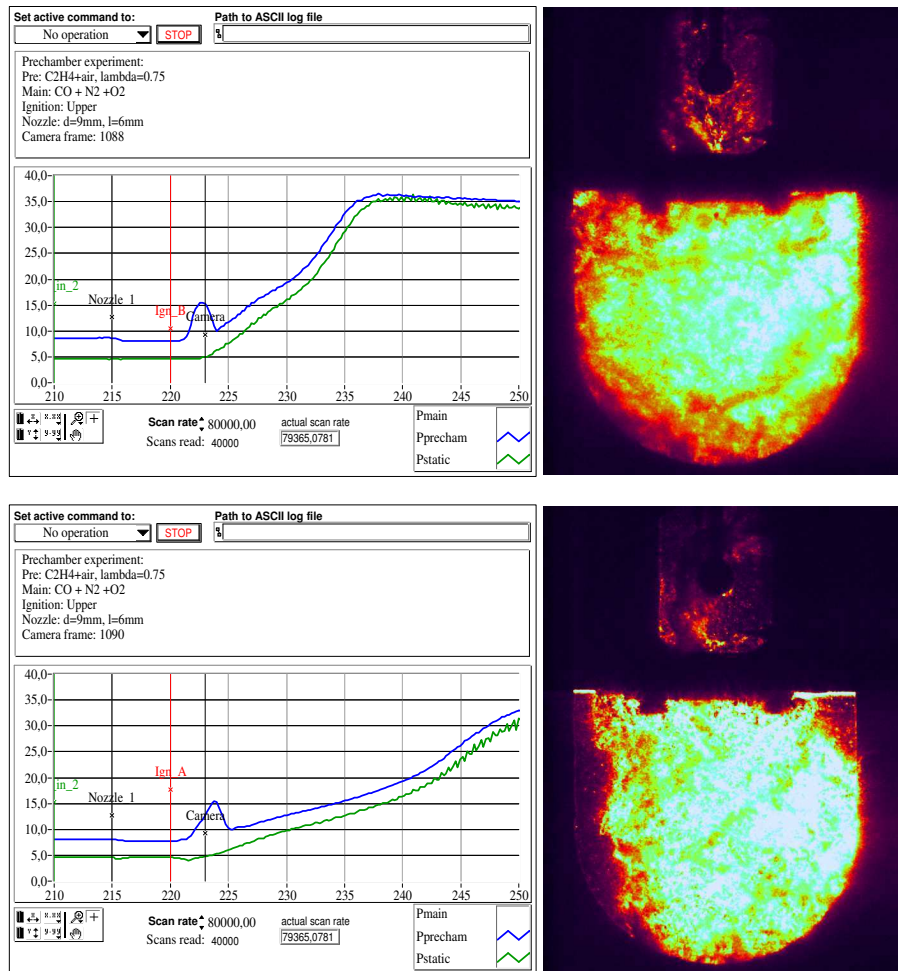 Set active command to: Path to ASCII log file
No operation STOP
Prechamber experiment:
Pre: C2H4+air, lambda=0.75
Main: CO + N2 +O2
Ignition: Upper
Nozzle: d=9mm, l=6mm
Camera frame: 1088
40,0
35,0
30,0
25,0
20,0
in_2
15,0 Nozzle_1
Ign_B
Camera
10,0
5,0
0,0
210 215 220 225 230 235 240 245 250
Scan rate 80000,00 actual scan rate
Scans read: 40000 79365,0781
Pmain
Pprecham
Pstatic
Set active command to: Path to ASCII log file
No operation STOP
Prechamber experiment:
Pre: C2H4+air, lambda=0.75
Main: CO + N2 +O2
Ignition: Upper
Nozzle: d=9mm, l=6mm
Camera frame: 1090
40,0
35,0
30,0
25,0
20,0 Ign_A
in_2
15,0 Nozzle_1
Camera
10,0
5,0
0,0
210 215 220 225 230 235 240 245 250
Scan rate 80000,00 actual scan rate
Scans read: 40000 79365,0781
Pmain
Pprecham
Pstatic